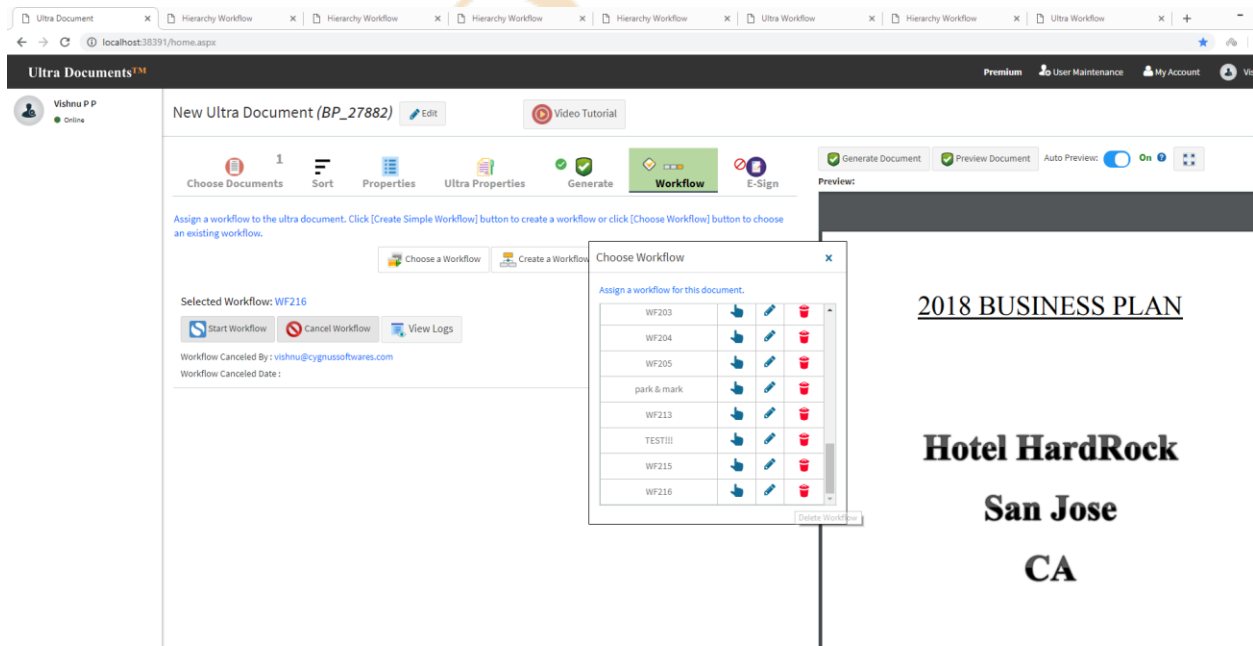 Ultra Document Hierarchy Workflow Hierarchy Workflow Hierarchy Workflow Hierarchy Workflow Ultra Workflow Hierarchy Workflow Ultra Workflow
localhost:38391/home.aspx
Ultra Documents™ Premium User Maintenance My Account
Vishnu P P
Online
New Ultra Document (BP_27882) Edit Video Tutorial
Generate Document Preview Document Auto Preview: On
1
Choose Documents Sort Properties Ultra Properties Generate Workflow E-Sign
Preview:
Assign a workflow to the ultra document. Click [Create Simple Workflow] button to create a workflow or click [Choose Workflow] button to choose
an existing workflow.
Choose a Workflow Create a Workflow
Choose Workflow x
Assign a workflow for this document.
WF203
WF204
WF205
park & mark
WF213
TEST!!!
WF215
WF216
Delete Workflow
Selected Workflow: WF216
Start Workflow Cancel Workflow View Logs
Workflow Canceled By : vishnu@cygnussoftwares.com
Workflow Canceled Date :
2018 BUSINESS PLAN
Hotel HardRock
San Jose
CA